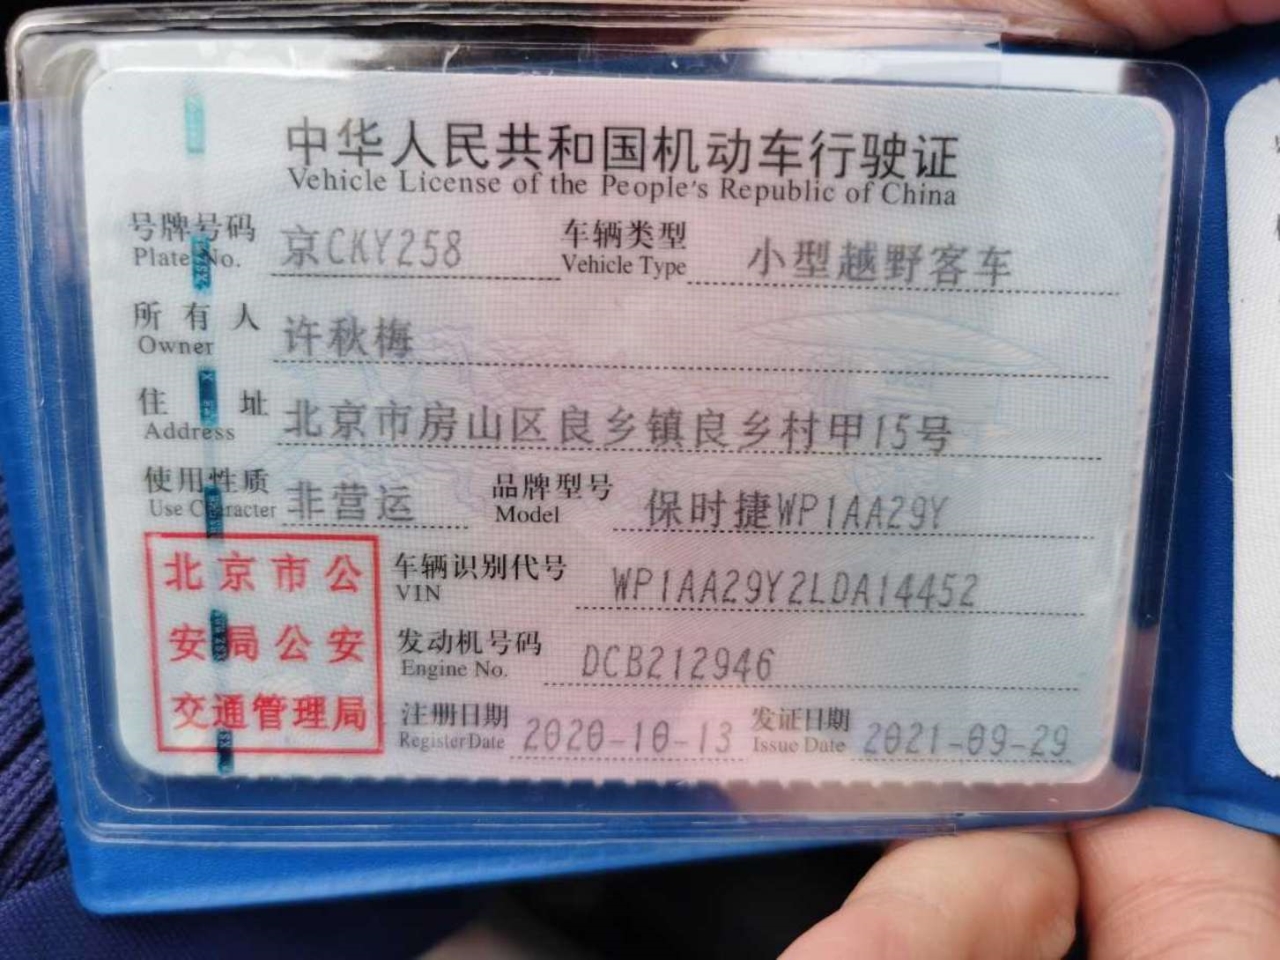 中华人民共和国机动车行驶证
Vehicle License of the People's Republic of China
号牌号码 京CKY258 车辆类型 小型越野客车
Plate No. Vehicle Type
所有人 许秋梅
Owner
住址 北京市房山区良乡镇良乡村甲15号
Address
使用性质 非营运 品牌型号 保时捷WP1AA29Y
Use Character Model
北京市公安局公安交通管理局
车辆识别代号 WP1AA29Y2LDA14452
VIN
发动机号码 DCB212946
Engine No.
注册日期 2020-10-13 发证日期 2021-09-29
Register Date Issue Date